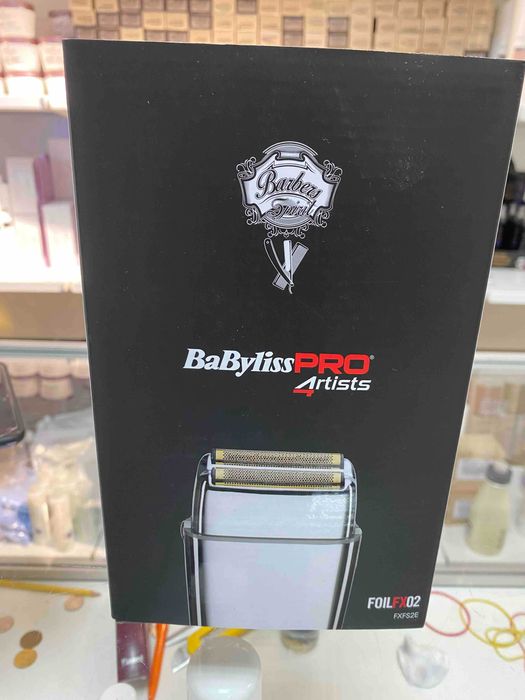 Barbers
Spirit
BaBylissPRO®
4rtists
FOILFX02
FXFS2E